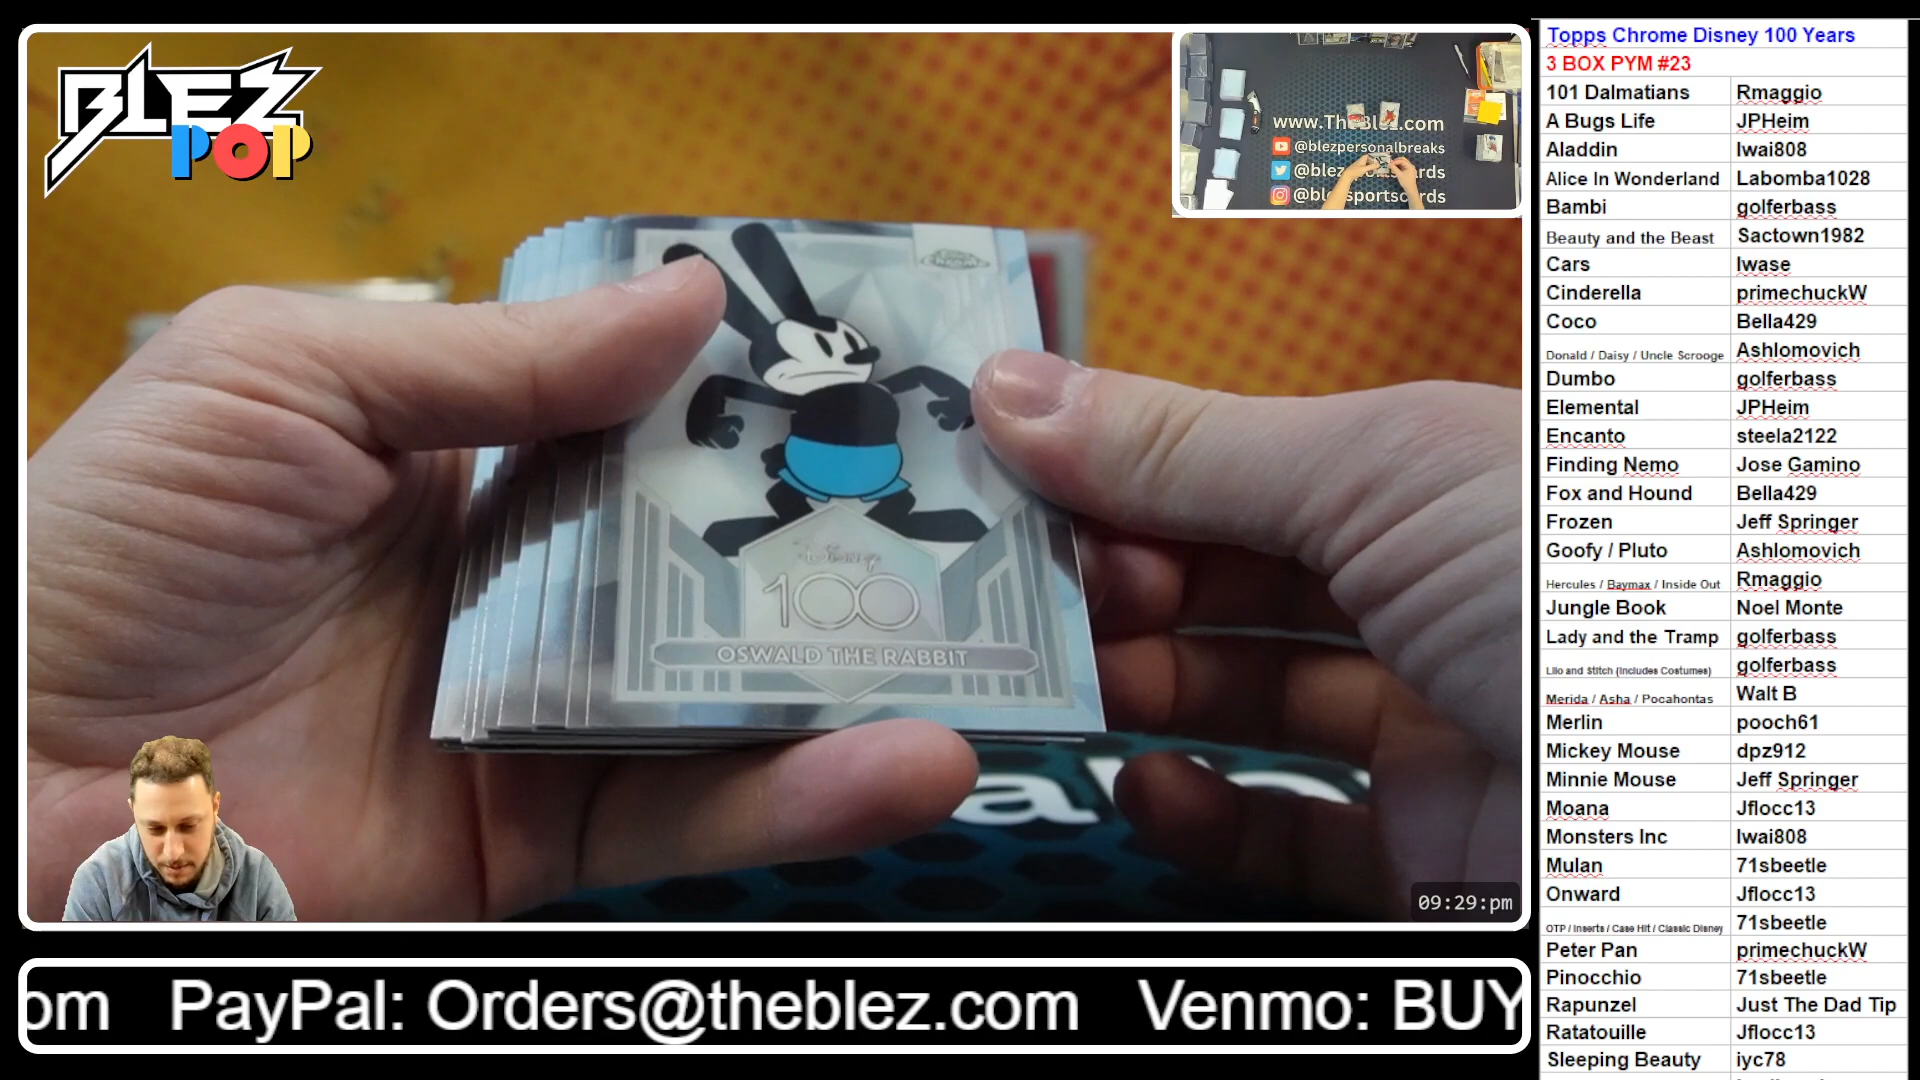 BLEZ
POP
www.TheBlez.com
@blezpersonalbreaks
Chrome
Disney
100
OSWALD THE RABBIT
09:29:pm
om PayPal: Orders@theblez.com Venmo: BUY
Topps Chrome Disney 100 Years
3 BOX PYM #23
101 Dalmatians Rmaggio
A Bugs Life JPHeim
Aladdin Iwai808
Alice In Wonderland Labomba1028
Bambi golferbass
Beauty and the Beast Sactown1982
Cars Iwase
Cinderella primechuckW
Coco Bella429
Donald / Daisy / Uncle Scrooge Ashlomovich
Dumbo golferbass
Elemental JPHeim
Encanto steela2122
Finding Nemo Jose Gamino
Fox and Hound Bella429
Frozen Jeff Springer
Goofy / Pluto Ashlomovich
Hercules / Baymax / Inside Out Rmaggio
Jungle Book Noel Monte
Lady and the Tramp golferbass
Lilo and Stitch (Includes Costumes) golferbass
Merida / Asha / Pocahontas Walt B
Merlin pooch61
Mickey Mouse dpz912
Minnie Mouse Jeff Springer
Moana Jflocc13
Monsters Inc Iwai808
Mulan 71sbeetle
Onward Jflocc13
OTP / Inserts / Case Hit / Classic Disney 71sbeetle
Peter Pan primechuckW
Pinocchio 71sbeetle
Rapunzel Just The Dad Tip
Ratatouille Jflocc13
Sleeping Beauty iyc78